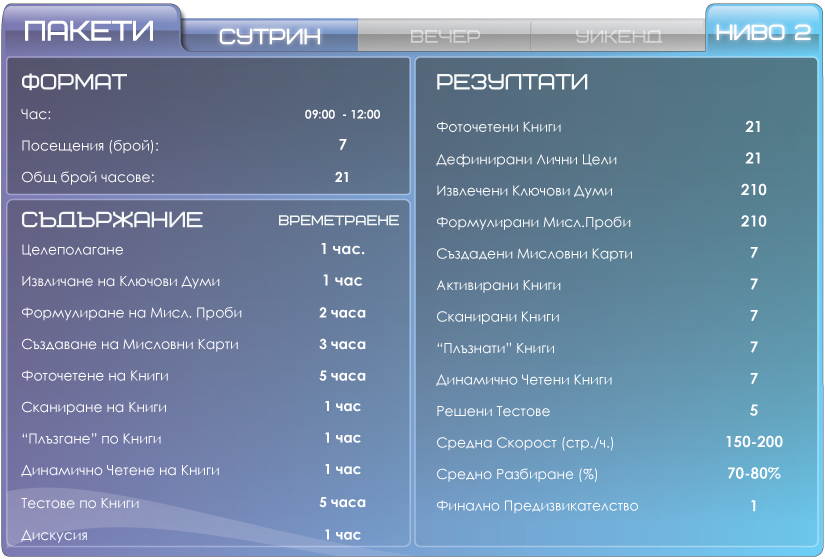 ПАКЕТИ СУТРИН ВЕЧЕР УИКЕНД НИВО 2
ФОРМАТ
Час: 09:00 - 12:00
Посещения (брой): 7
Общ брой часове: 21
СЪДЪРЖАНИЕ ВРЕМЕТРАЕНЕ
Целеполагане 1 час.
Извличане на Ключови Думи 1 час
Формулиране на Мисл. Проби 2 часа
Създаване на Мисловни Карти 3 часа
Фоточетене на Книги 5 часа
Сканиране на Книги 1 час
“Плъзгане” по Книги 1 час
Динамично Четене на Книги 1 час
Тестове по Книги 5 часа
Дискусия 1 час
РЕЗУЛТАТИ
Фоточетени Книги 21
Дефинирани Лични Цели 21
Извлечени Ключови Думи 210
Формулирани Мисл.Проби 210
Създадени Мисловни Карти 7
Активирани Книги 7
Сканирани Книги 7
“Плъзнати” Книги 7
Динамично Четени Книги 7
Решени Тестове 5
Средна Скорост (стр./ч.) 150-200
Средно Разбиране (%) 70-80%
Финално Предизвикателство 1